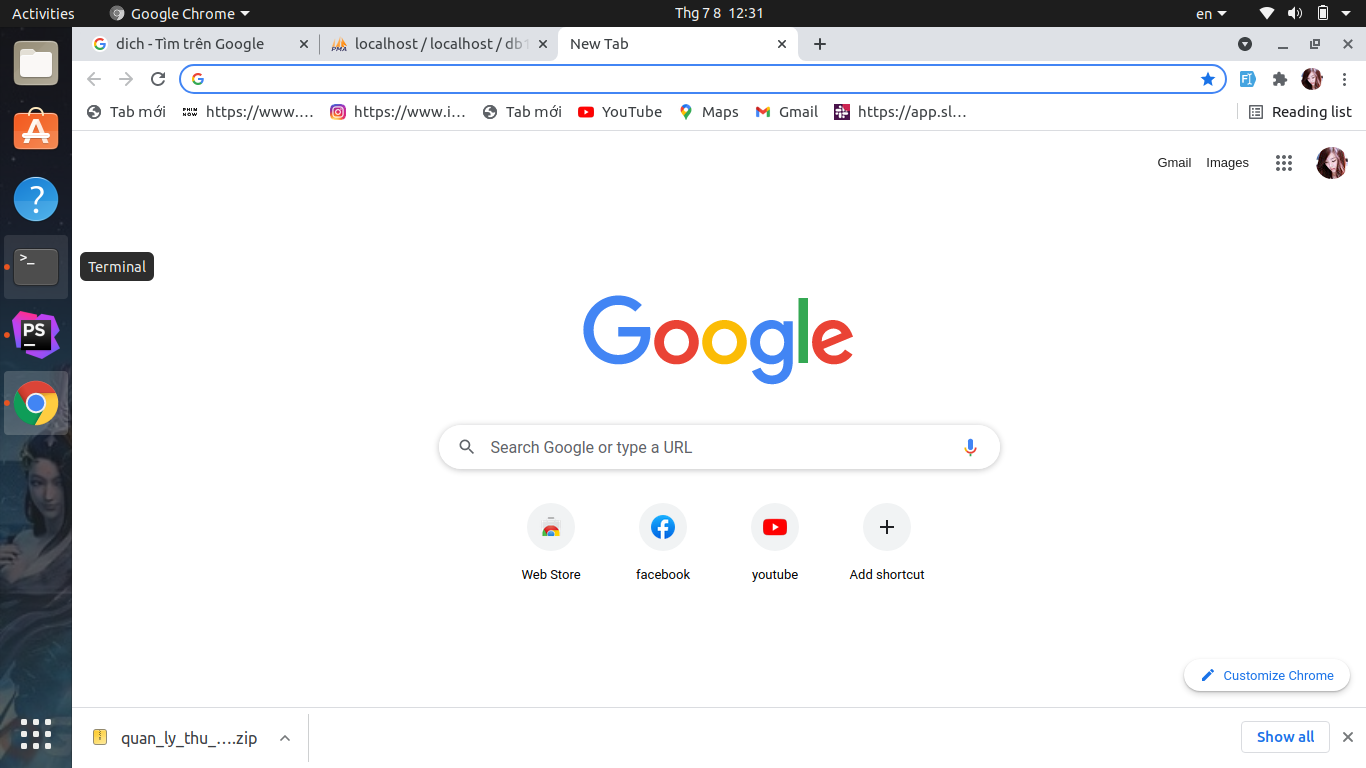 Activities
Google Chrome
Thg 7 8 12:31
en
dich - Tìm trên Google
localhost / localhost / db1
New Tab
Tab mới
PHIM NOW
https://www....
https://www.i...
Tab mới
YouTube
Maps
Gmail
https://app.sl...
Reading list
Gmail
Images
>_
Terminal
PS
Google
Search Google or type a URL
Web Store
facebook
youtube
Add shortcut
Customize Chrome
quan_ly_thu_....zip
Show all